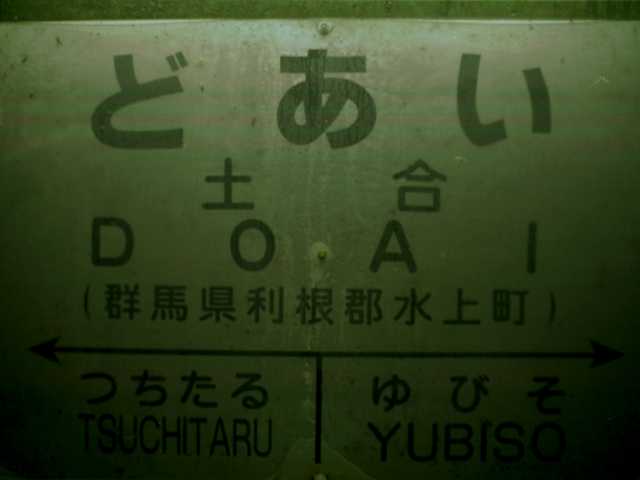 どあい
土合
DOAI
(群馬県利根郡水上町)
つちたる ゆびそ
TSUCHITARU YUBISO